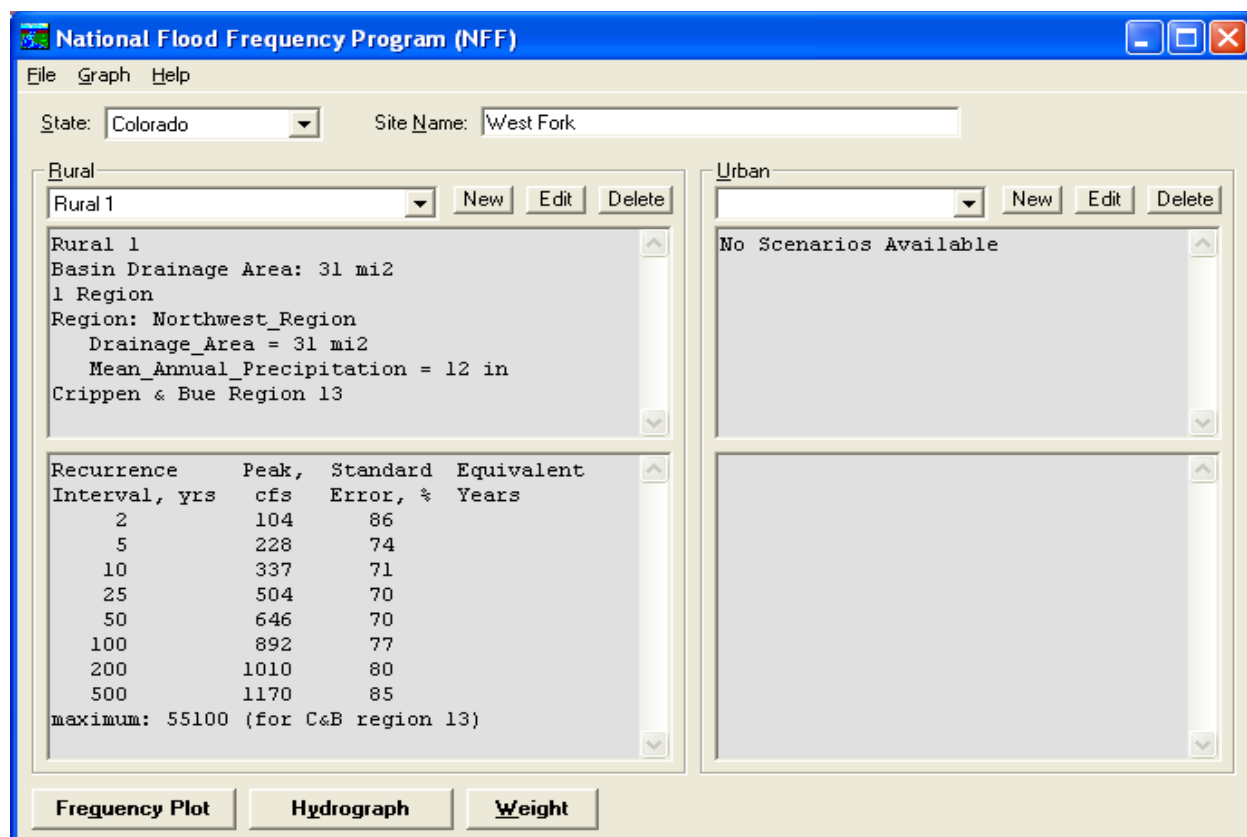 National Flood Frequency Program (NFF)
File Graph Help
State: Colorado Site Name: West Fork
Rural
Rural 1 New Edit Delete
Rural 1
Basin Drainage Area: 31 mi2
1 Region
Region: Northwest_Region
Drainage_Area = 31 mi2
Mean_Annual_Precipitation = 12 in
Crippen & Bue Region 13
Recurrence Peak, Standard Equivalent
Interval, yrs cfs Error, % Years
2 104 86
5 228 74
10 337 71
25 504 70
50 646 70
100 892 77
200 1010 80
500 1170 85
maximum: 55100 (for C&B region 13)
Urban
New Edit Delete
No Scenarios Available
Frequency Plot Hydrograph Weight